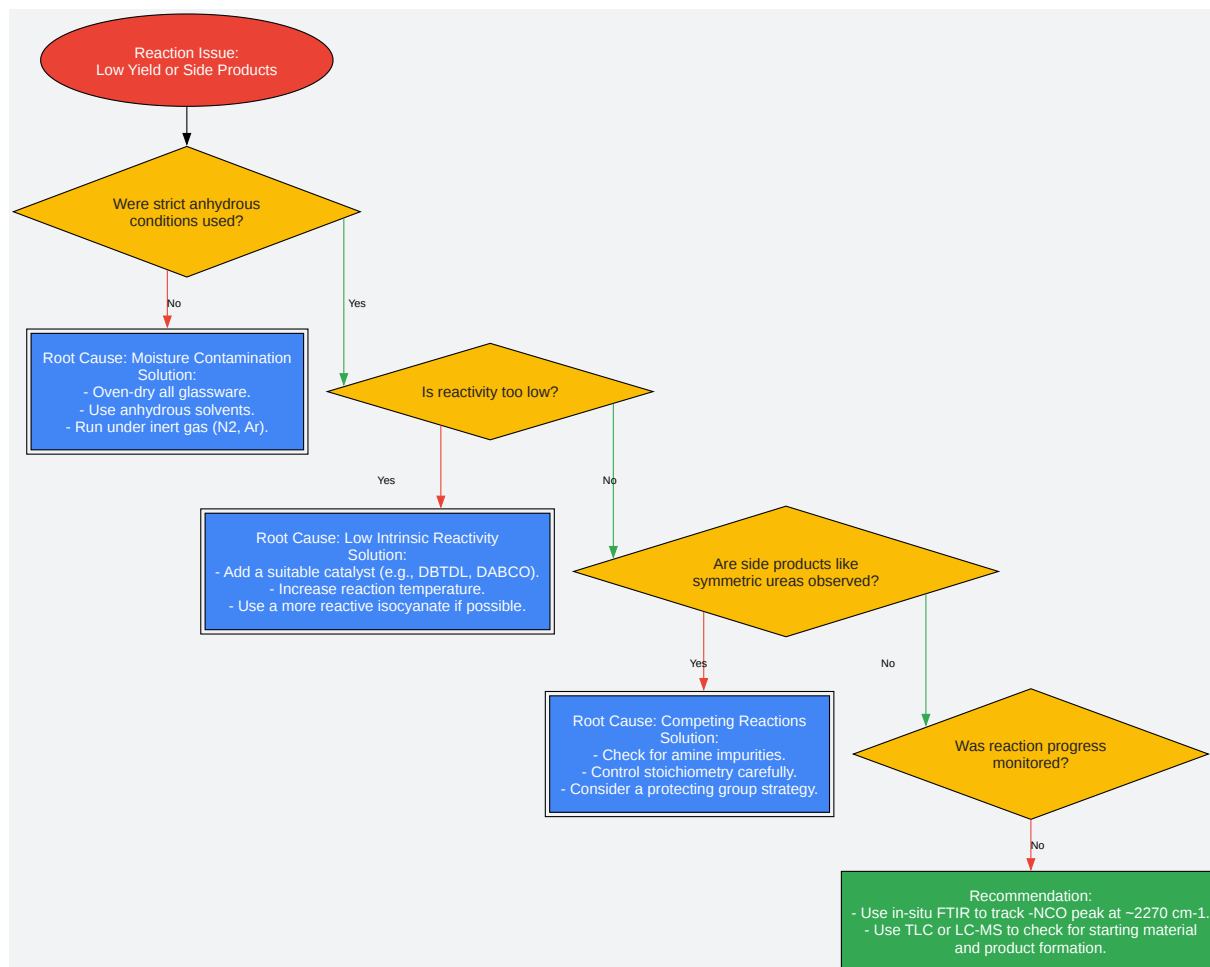 Reaction Issue:
Low Yield or Side Products
Were strict anhydrous
conditions used?
No
Yes
Root Cause: Moisture Contamination
Solution:
- Oven-dry all glassware.
- Use anhydrous solvents.
- Run under inert gas (N2, Ar).
Is reactivity too low?
Yes
No
Root Cause: Low Intrinsic Reactivity
Solution:
- Add a suitable catalyst (e.g., DBTDL, DABCO).
- Increase reaction temperature.
- Use a more reactive isocyanate if possible.
Are side products like
symmetric ureas observed?
Yes
No
Root Cause: Competing Reactions
Solution:
- Check for amine impurities.
- Control stoichiometry carefully.
- Consider a protecting group strategy.
Was reaction progress
monitored?
No
Recommendation:
- Use in-situ FTIR to track -NCO peak at ~2270 cm-1.
- Use TLC or LC-MS to check for starting material
and product formation.